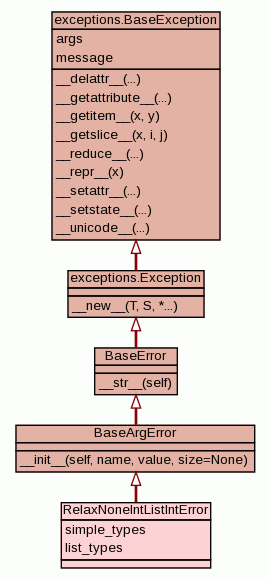 exceptions.BaseException
args
message
__delattr__(...)
__getattribute__(...)
__getitem__(x, y)
__getslice__(x, i, j)
__reduce__(...)
__repr__(x)
__setattr__(...)
__setstate__(...)
__unicode__(...)
exceptions.Exception
__new__(T, S, *...)
BaseError
__str__(self)
BaseArgError
__init__(self, name, value, size=None)
RelaxNoneIntListIntError
simple_types
list_types